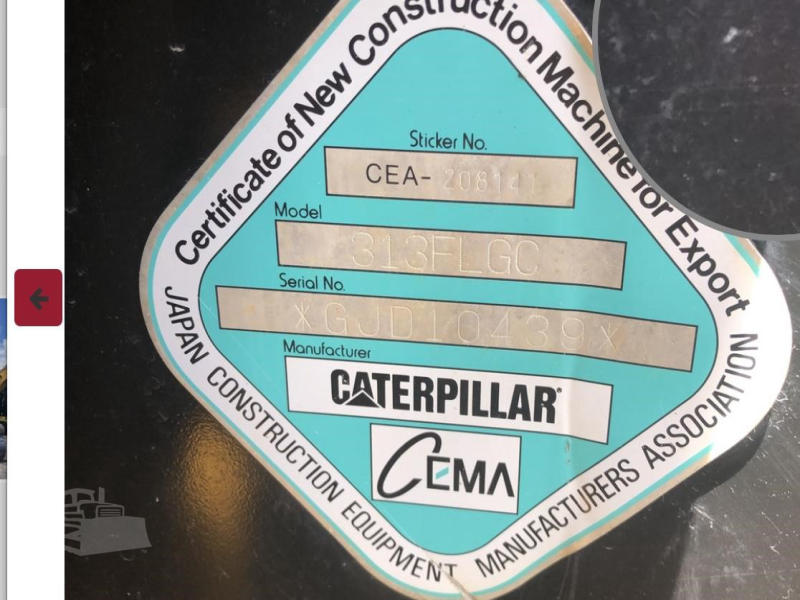 Certificate of New Construction Machine for Export
Sticker No.
CEA- 208141
Model
313FLGC
Serial No.
*GJD10439*
Manufacturer
CATERPILLAR
CEMA
JAPAN CONSTRUCTION EQUIPMENT MANUFACTURERS ASSOCIATION